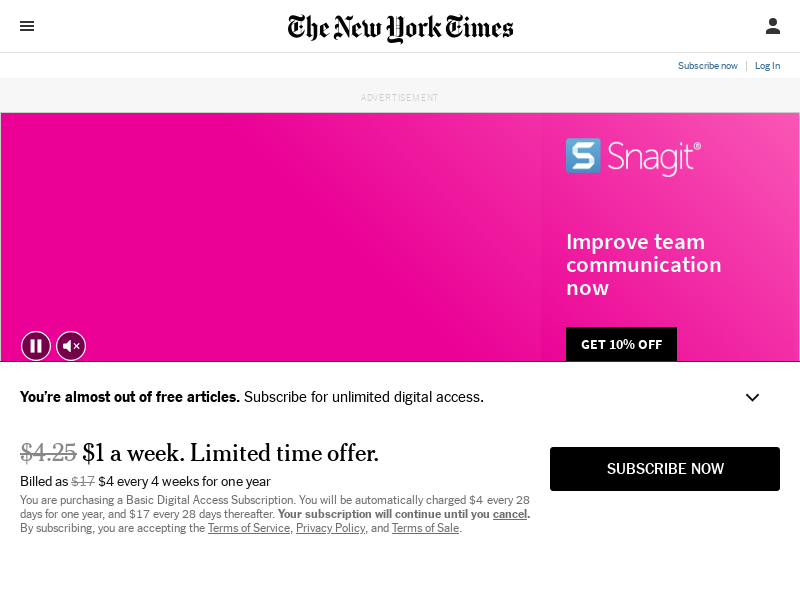 The New York Times
Subscribe now
Log In
ADVERTISEMENT
S Snagit®
Improve team
communication
now
GET 10% OFF
You're almost out of free articles. Subscribe for unlimited digital access.
$4.25 $1 a week. Limited time offer.
Billed as $17 $4 every 4 weeks for one year
SUBSCRIBE NOW
You are purchasing a Basic Digital Access Subscription. You will be automatically charged $4 every 28
days for one year, and $17 every 28 days thereafter. Your subscription will continue until you cancel.
By subscribing, you are accepting the Terms of Service, Privacy Policy, and Terms of Sale.